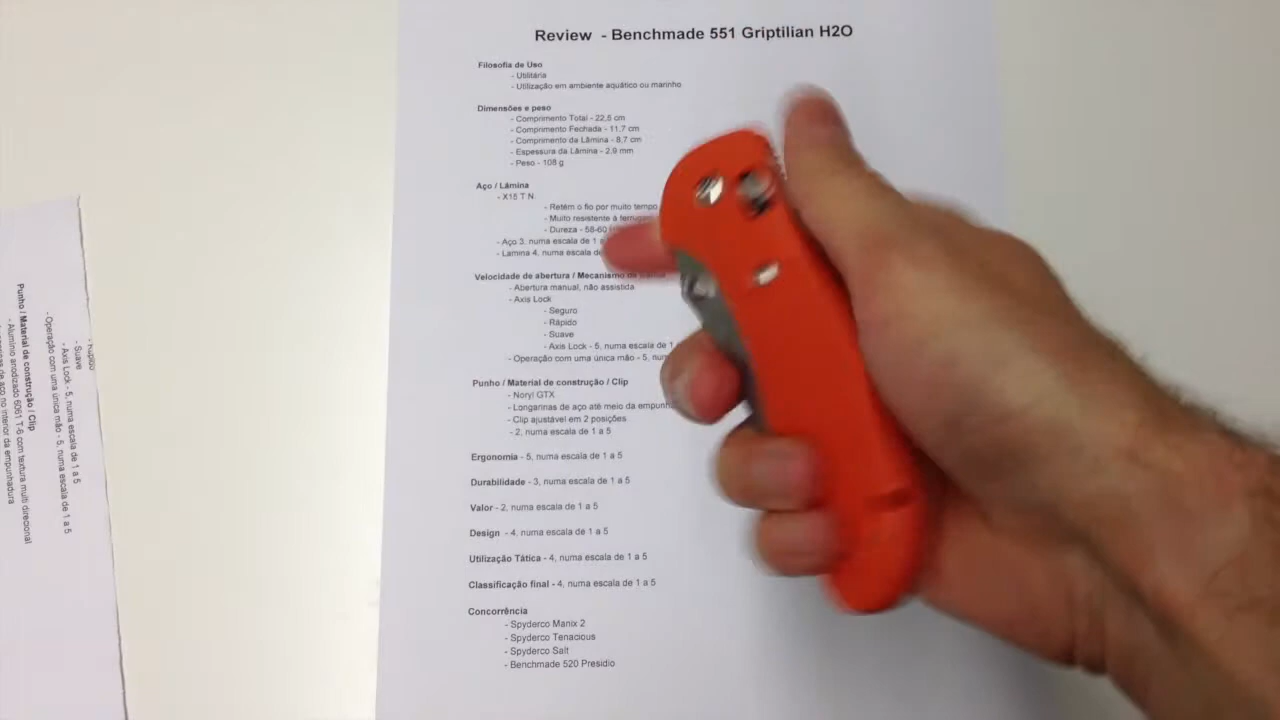 Review - Benchmade 551 Griptilian H2O
Filosofia de Uso
- Utilitária
- Utilização em ambiente aquático ou marinho
Dimensões e peso
- Comprimento Total - 22,5 cm
- Comprimento Fechada - 11,7 cm
- Comprimento da Lâmina - 8,7 cm
- Espessura da Lâmina - 2,9 mm
- Peso - 108 g
Aço / Lâmina
- X15 T N
- Retém o fio por muito tempo
- Muito resistente à ferrugem
- Dureza - 58-60
- Aço 3, numa escala de 1 a
- Lamina 4, numa escala de
Velocidade de abertura / Mecanismo de
- Abertura manual, não assistida
- Axis Lock
- Seguro
- Rápido
- Suave
- Axis Lock - 5, numa escala de 1
- Operação com uma única mão - 5,
Punho / Material de construção / Clip
- Noryl GTX
- Longarinas de aço até meio da
- Clip ajustável em 2 posições
- 2, numa escala de 1 a 5
Ergonomia - 5, numa escala de 1 a 5
Durabilidade - 3, numa escala de 1 a 5
Valor - 2, numa escala de 1 a 5
Design - 4, numa escala de 1 a 5
Utilização Tática - 4, numa escala de 1 a 5
Classificação final - 4, numa escala de 1 a 5
Concorrência
- Spyderco Manix 2
- Spyderco Tenacious
- Spyderco Salt
- Benchmade 520 Presidio
- Suave
- Axis Lock - 5, numa escala de 1 a 5
- Operação com uma única mão - 5, numa escala de 1 a 5
Punho / Material de construção / Clip
- Alumínio anodizado 6061 T-6 com textura multi direcional
de aço no interior da empunhadura